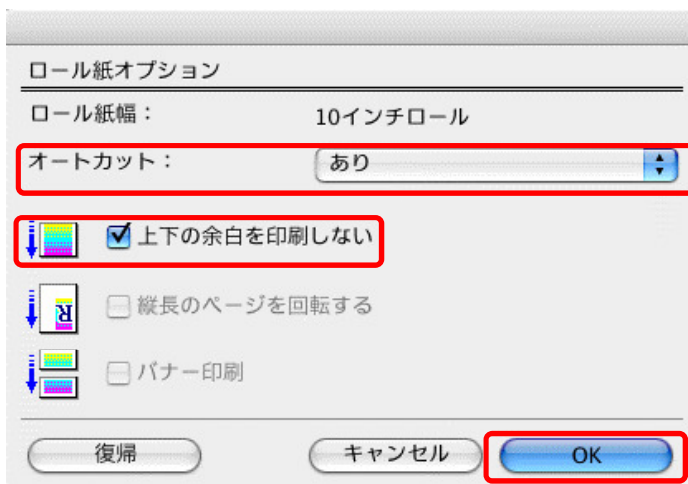 ロール紙オプション
ロール紙幅： 10インチロール
オートカット： あり
上下の余白を印刷しない
R 縦長のページを回転する
バナー印刷
復帰 キャンセル OK